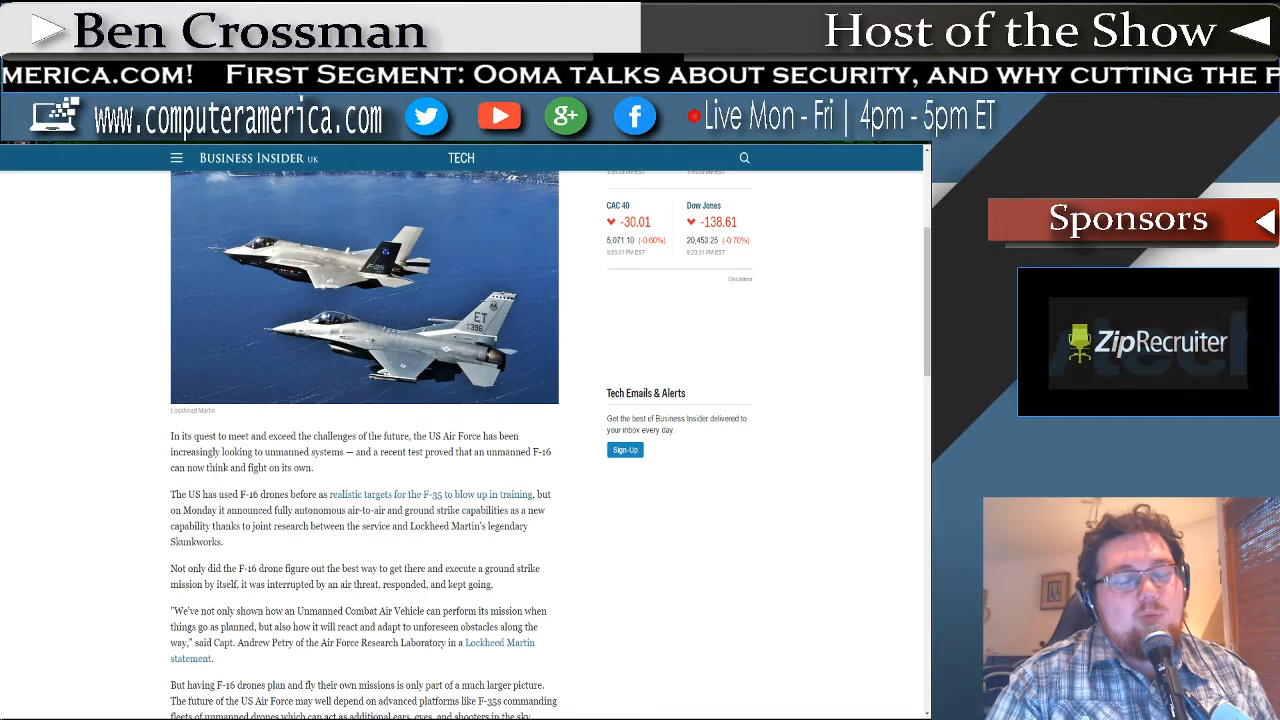 Ben Crossman
Host of the Show
MERICA.COM! FIRST SEGMENT: OOMA TALKS ABOUT SECURITY, AND WHY CUTTING THE
www.computeramerica.com
Live Mon - Fri | 4pm - 5pm ET
BUSINESS INSIDER UK
TECH
CAC 40
-30.01
5,071.10 (-0.60%)
Dow Jones
-138.61
20,453.25 (-0.70%)
Disclaimer
F-35
ET
396
Lockheed Martin
Tech Emails & Alerts
Get the best of Business Insider delivered to
your inbox every day.
Sign-Up
In its quest to meet and exceed the challenges of the future, the US Air Force has been
increasingly looking to unmanned systems — and a recent test proved that an unmanned F-16
can now think and fight on its own.
The US has used F-16 drones before as realistic targets for the F-35 to blow up in training, but
on Monday it announced fully autonomous air-to-air and ground strike capabilities as a new
capability thanks to joint research between the service and Lockheed Martin's legendary
Skunkworks.
Not only did the F-16 drone figure out the best way to get there and execute a ground strike
mission by itself, it was interrupted by an air threat, responded, and kept going.
"We've not only shown how an Unmanned Combat Air Vehicle can perform its mission when
things go as planned, but also how it will react and adapt to unforeseen obstacles along the
way," said Capt. Andrew Petry of the Air Force Research Laboratory in a Lockheed Martin
statement.
But having F-16 drones plan and fly their own missions is only part of a much larger picture.
The future of the US Air Force may well depend on advanced platforms like F-35s commanding
fleets of unmanned drones which can act as additional ears, eyes, and shooters in the sky.
Sponsors
ZipRecruiter